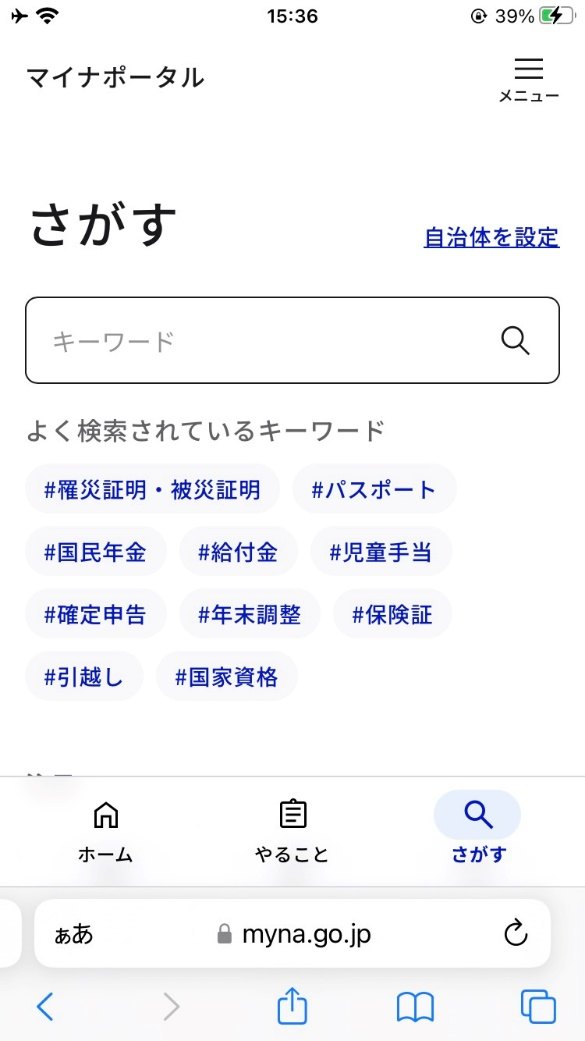 15:36
39%
マイナポータル
メニュー
さがす
自治体を設定
キーワード
よく検索されているキーワード
#罹災証明・被災証明 #パスポート
#国民年金 #給付金 #児童手当
#確定申告 #年末調整 #保険証
#引越し #国家資格
ホーム やること さがす
ぁあ myna.go.jp